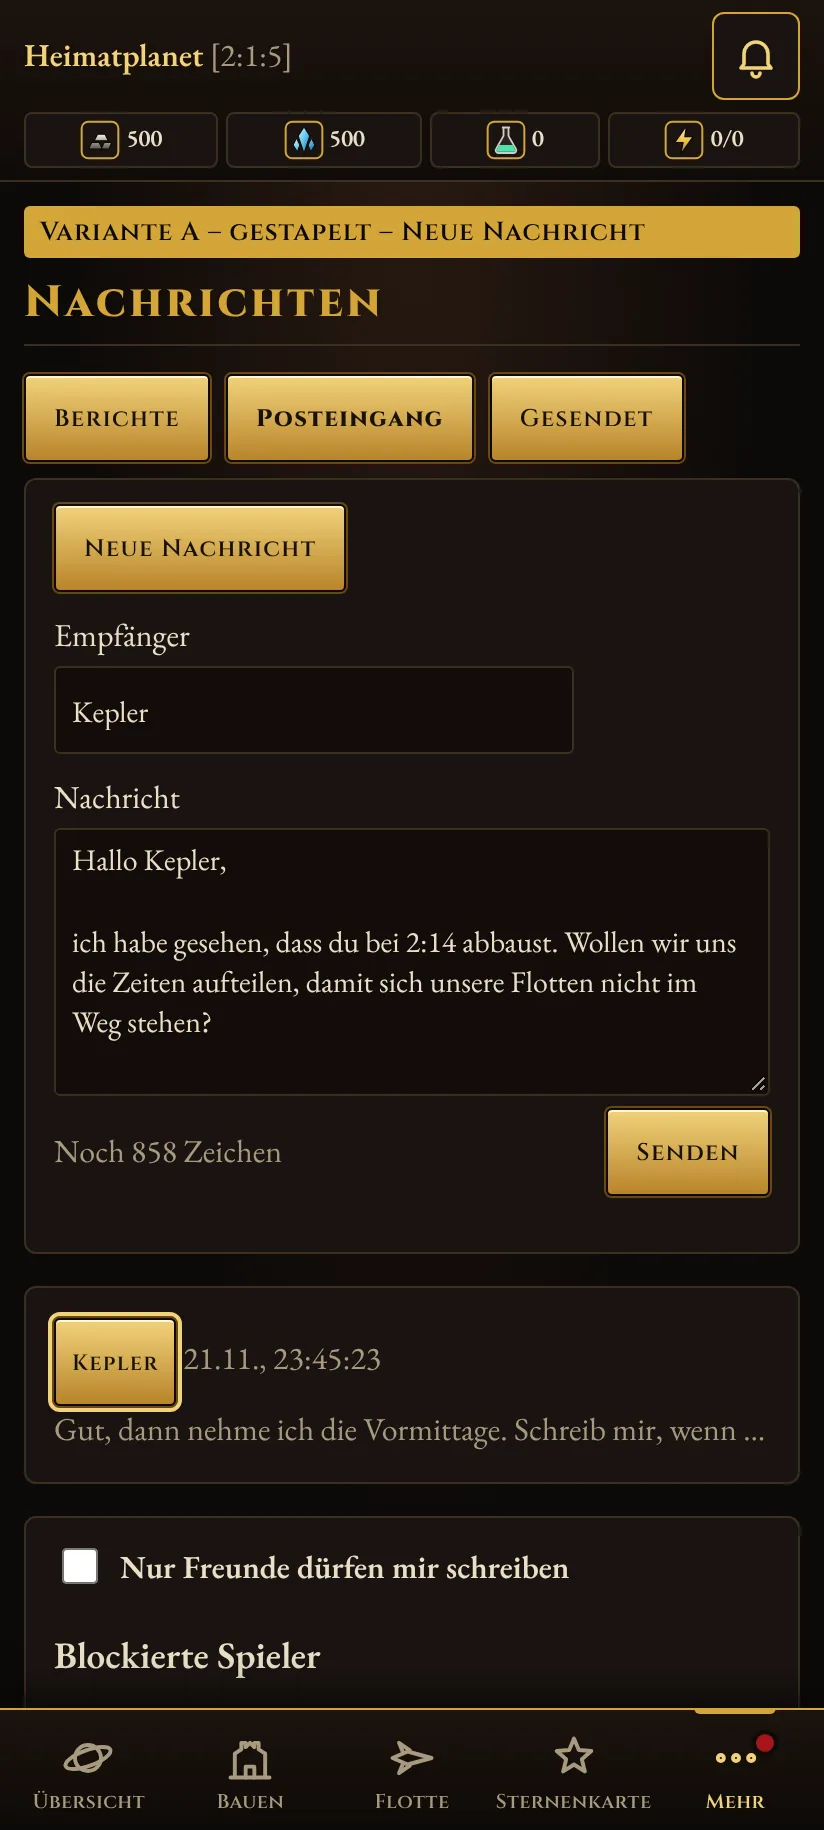 Heimatplanet [2:1:5]
500 500 0 0/0
Variante A – gestapelt – Neue Nachricht
Nachrichten
Berichte Posteingang Gesendet
Neue Nachricht
Empfänger
Kepler
Nachricht
Hallo Kepler,
ich habe gesehen, dass du bei 2:14 abbaust. Wollen wir uns
die Zeiten aufteilen, damit sich unsere Flotten nicht im
Weg stehen?
Noch 858 Zeichen Senden
Kepler 21.11., 23:45:23
Gut, dann nehme ich die Vormittage. Schreib mir, wenn ...
Nur Freunde dürfen mir schreiben
Blockierte Spieler
Übersicht Bauen Flotte Sternenkarte Mehr